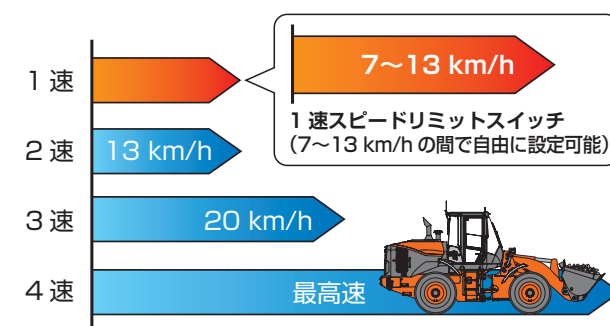 1 速
7〜13 km/h
1 速スピードリミットスイッチ
(7〜13 km/h の間で自由に設定可能)
2 速
13 km/h
3 速
20 km/h
4 速
最高速